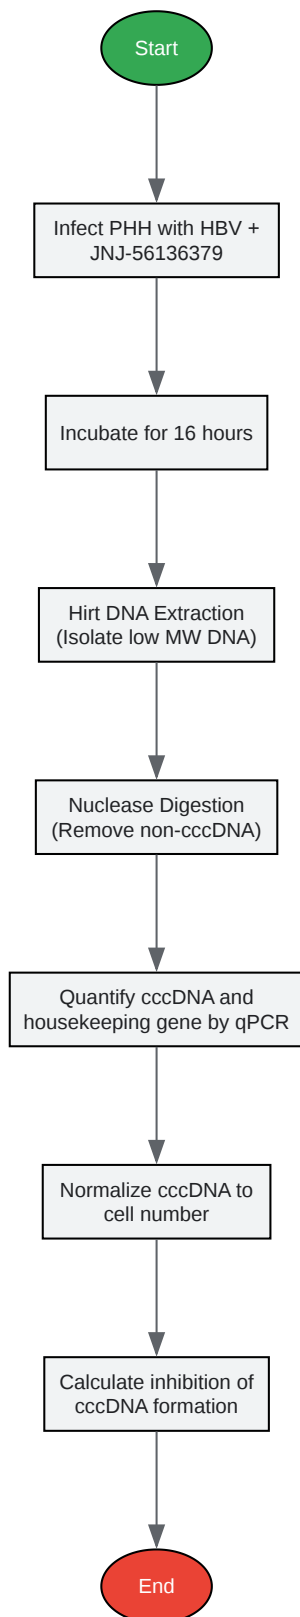 Start
Infect PHH with HBV +
JNJ-56136379
Incubate for 16 hours
Hirt DNA Extraction
(Isolate low MW DNA)
Nuclease Digestion
(Remove non-cccDNA)
Quantify cccDNA and
housekeeping gene by qPCR
Normalize cccDNA to
cell number
Calculate inhibition of
cccDNA formation
End